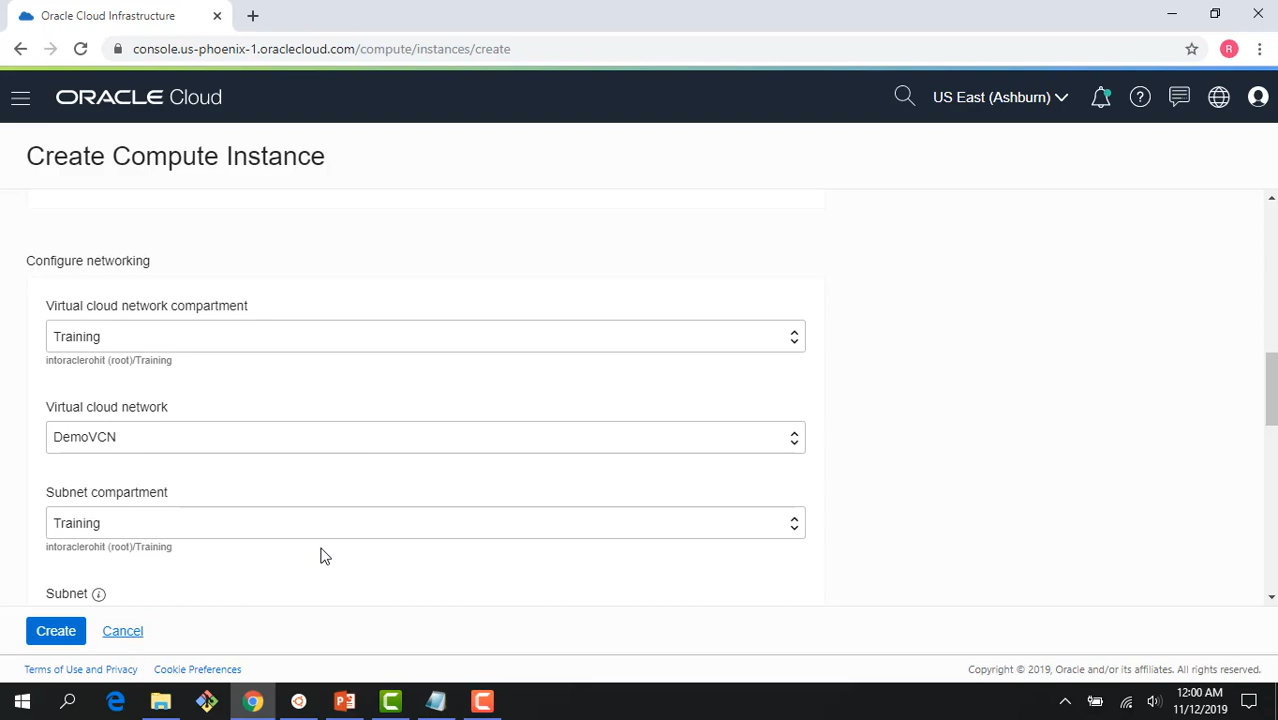 Oracle Cloud Infrastructure
console.us-phoenix-1.oraclecloud.com/compute/instances/create
R
ORACLE Cloud
US East (Ashburn)
Create Compute Instance
Configure networking
Virtual cloud network compartment
Training
intoraclerohit (root)/Training
Virtual cloud network
DemoVCN
Subnet compartment
Training
intoraclerohit (root)/Training
Subnet
Create Cancel
Terms of Use and Privacy Cookie Preferences Copyright © 2019, Oracle and/or its affiliates. All rights reserved.
12:00 AM
11/12/2019